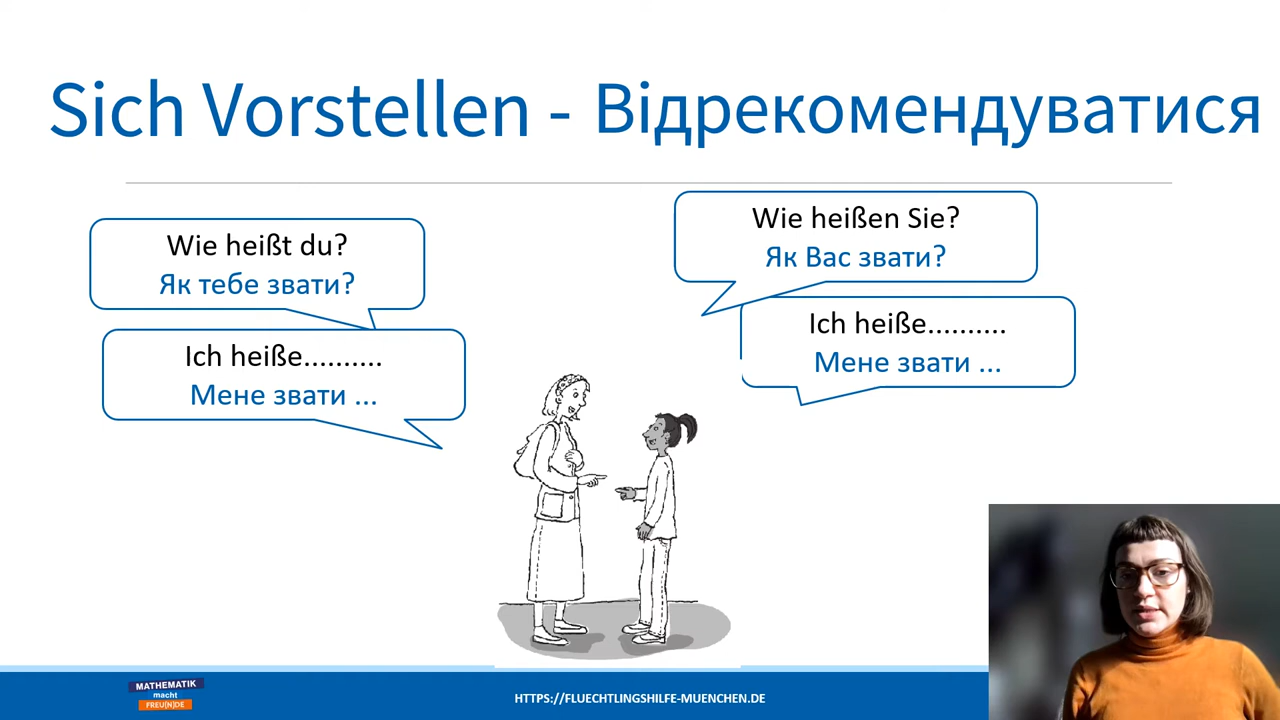 Sich Vorstellen - Відрекомендуватися
Wie heißt du?
Як тебе звати?
Ich heiße..........
Мене звати ...
Wie heißen Sie?
Як Вас звати?
Ich heiße..........
Мене звати ...
MATHEMATIK
macht
FREU(N)DE
HTTPS://FLUECHTLINGSHILFE-MUENCHEN.DE